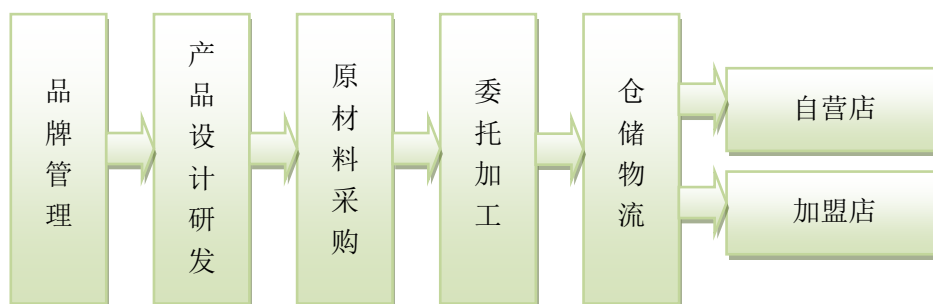 品牌管理
产品设计研发
原材料采购
委托加工
仓储物流
自营店
加盟店